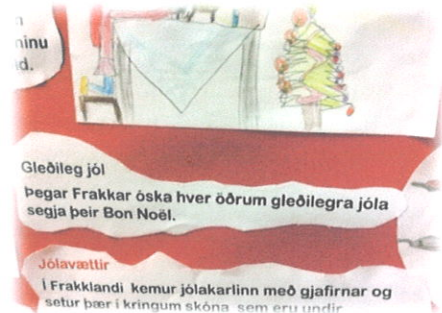 ninu
d.
Gleðileg jól
Þegar Frakkar óska hver öðrum gleðilegra jóla
segja þeir Bon Noël.
Jólavættir
Í Frakklandi kemur jólakarlinn með gjafirnar og
setur þær í kringum skóna sem eru undir